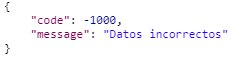 {
    "code": -1000,
    "message": "Datos incorrectos"
}